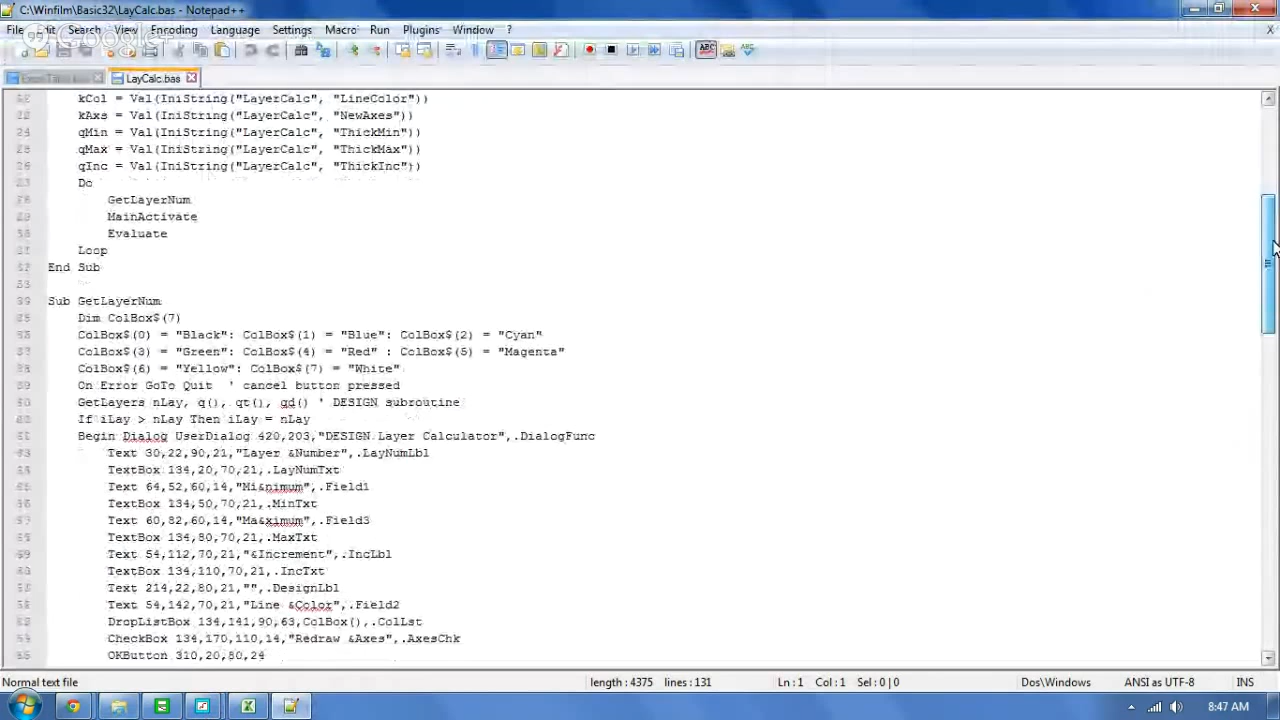 C:\Winfilm\Basic32\LayCalc.bas - Notepad++
File Edit Search View Encoding Language Settings Macro Run Plugins Window ? X
Google+
LayCalc.bas
kCol = Val(IniString("LayerCalc", "LineColor"))
kAxs = Val(IniString("LayerCalc", "NewAxes"))
qMin = Val(IniString("LayerCalc", "ThickMin"))
qMax = Val(IniString("LayerCalc", "ThickMax"))
qInc = Val(IniString("LayerCalc", "ThickInc"))
Do
GetLayerNum
MainActivate
Evaluate
Loop
End Sub
Sub GetLayerNum
Dim ColBox$(7)
ColBox$(0) = "Black": ColBox$(1) = "Blue": ColBox$(2) = "Cyan"
ColBox$(3) = "Green": ColBox$(4) = "Red" : ColBox$(5) = "Magenta"
ColBox$(6) = "Yellow": ColBox$(7) = "White"
On Error GoTo Quit ' cancel button pressed
GetLayers nLay, q(), qt(), gd() ' DESIGN subroutine
If iLay > nLay Then iLay = nLay
Begin Dialog UserDialog 420,203,"DESIGN Layer Calculator",.DialogFunc
Text 30,22,90,21,"Layer &Number",.LayNumLbl
TextBox 134,20,70,21,.LayNumTxt
Text 64,52,60,14,"Mi&nimum",.Field1
TextBox 134,50,70,21,.MinTxt
Text 60,82,60,14,"Ma&ximum",.Field3
TextBox 134,80,70,21,.MaxTxt
Text 54,112,70,21,"&Increment",.IncLbl
TextBox 134,110,70,21,.IncTxt
Text 214,22,80,21,"",.DesignLbl
Text 54,142,70,21,"Line &Color",.Field2
DropListBox 134,141,90,63,ColBox(),.ColLst
CheckBox 134,170,110,14,"Redraw &Axes",.AxesChk
OKButton 310,20,80,24
Normal text file length : 4375 lines : 131 Ln : 1 Col : 1 Sel : 0 | 0 Dos\Windows ANSI as UTF-8 INS
8:47 AM